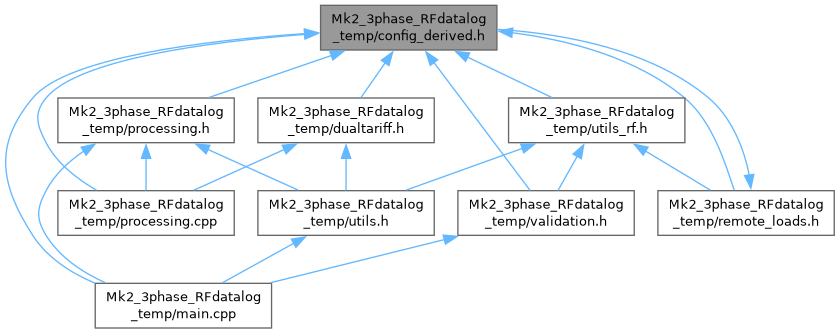 Mk2_3phase_RFdatalog
_temp/config_derived.h
Mk2_3phase_RFdatalog
_temp/processing.h
Mk2_3phase_RFdatalog
_temp/dualtariff.h
Mk2_3phase_RFdatalog
_temp/utils_rf.h
Mk2_3phase_RFdatalog
_temp/processing.cpp
Mk2_3phase_RFdatalog
_temp/utils.h
Mk2_3phase_RFdatalog
_temp/validation.h
Mk2_3phase_RFdatalog
_temp/remote_loads.h
Mk2_3phase_RFdatalog
_temp/main.cpp